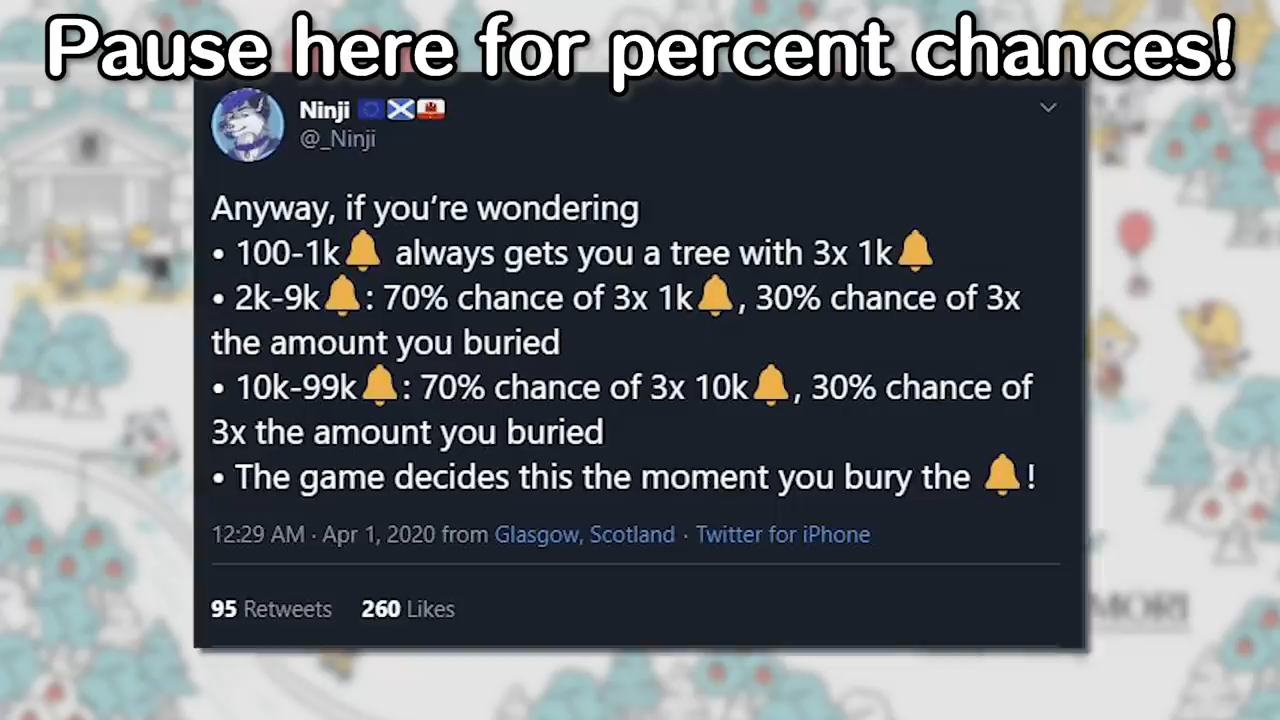 Pause here for percent chances!
Ninji 🇪🇺🏴󠁧󠁢󠁳󠁣󠁴󠁿🇬🇮
@_Ninji
Anyway, if you’re wondering
• 100-1k🔔 always gets you a tree with 3x 1k🔔
• 2k-9k🔔: 70% chance of 3x 1k🔔, 30% chance of 3x
the amount you buried
• 10k-99k🔔: 70% chance of 3x 10k🔔, 30% chance of
3x the amount you buried
• The game decides this the moment you bury the 🔔!
12:29 AM · Apr 1, 2020 from Glasgow, Scotland · Twitter for iPhone
95 Retweets 260 Likes
MORI